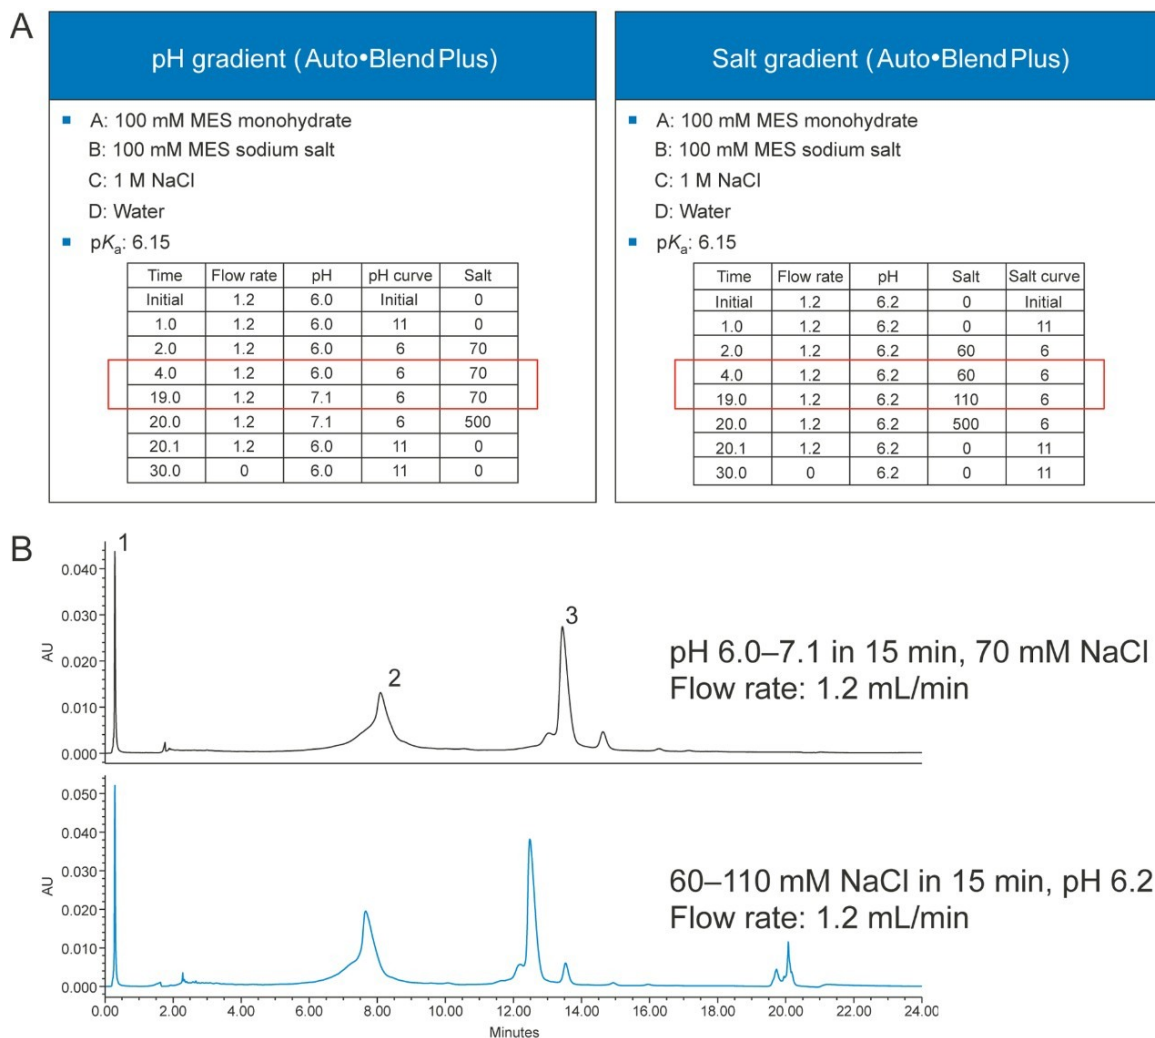 A
pH gradient (Auto•Blend Plus)
■ A: 100 mM MES monohydrate
B: 100 mM MES sodium salt
C: 1 M NaCl
D: Water
■ pKa: 6.15
Time Flow rate pH pH curve Salt
Initial 1.2 6.0 Initial 0
1.0 1.2 6.0 11 0
2.0 1.2 6.0 6 70
4.0 1.2 6.0 6 70
19.0 1.2 7.1 6 70
20.0 1.2 7.1 6 500
20.1 1.2 6.0 11 0
30.0 0 6.0 11 0
Salt gradient (Auto•Blend Plus)
■ A: 100 mM MES monohydrate
B: 100 mM MES sodium salt
C: 1 M NaCl
D: Water
■ pKa: 6.15
Time Flow rate pH Salt Salt curve
Initial 1.2 6.2 0 Initial
1.0 1.2 6.2 0 11
2.0 1.2 6.2 60 6
4.0 1.2 6.2 60 6
19.0 1.2 6.2 110 6
20.0 1.2 6.2 500 6
20.1 1.2 6.2 0 11
30.0 0 6.2 0 11
B
1
2
3
AU
0.040
0.030
0.020
0.010
0.000
pH 6.0–7.1 in 15 min, 70 mM NaCl
Flow rate: 1.2 mL/min
AU
0.050
0.040
0.030
0.020
0.010
0.000
60–110 mM NaCl in 15 min, pH 6.2
Flow rate: 1.2 mL/min
0.00 2.00 4.00 6.00 8.00 10.00 12.00 14.00 16.00 18.00 20.00 22.00 24.00
Minutes